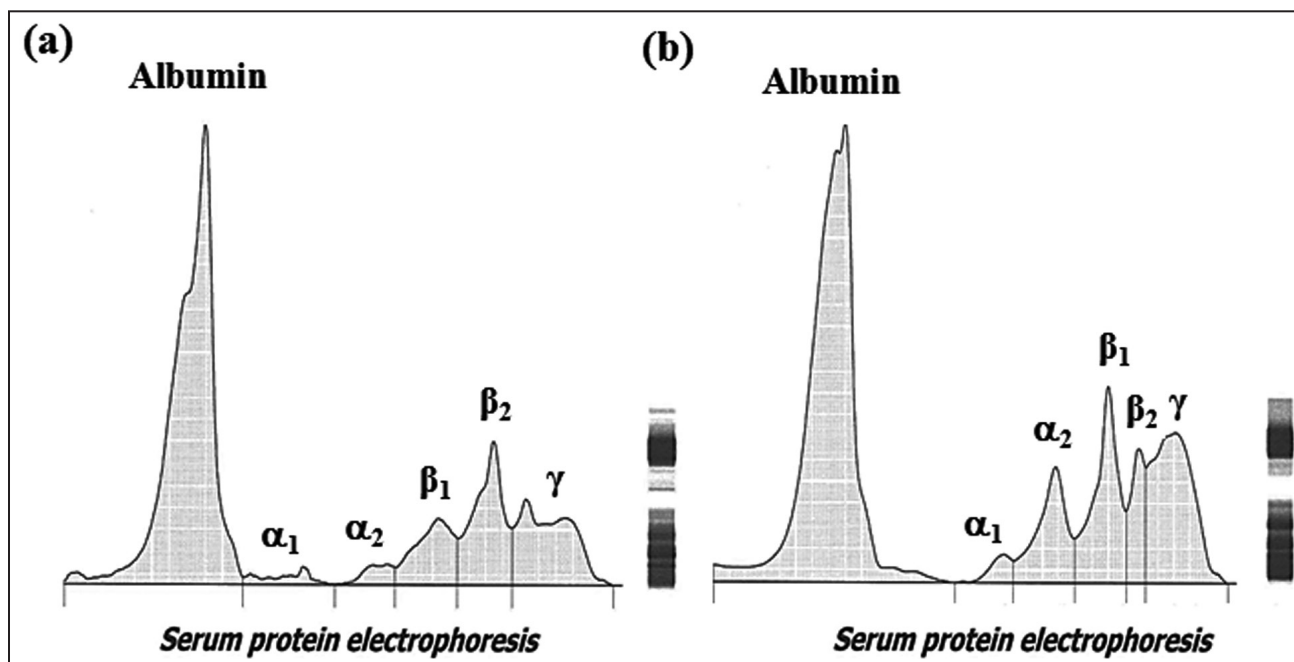 (a)
Albumin
α₁
α₂
β₁
β₂
γ
Serum protein electrophoresis
(b)
Albumin
α₁
α₂
β₁
β₂
γ
Serum protein electrophoresis